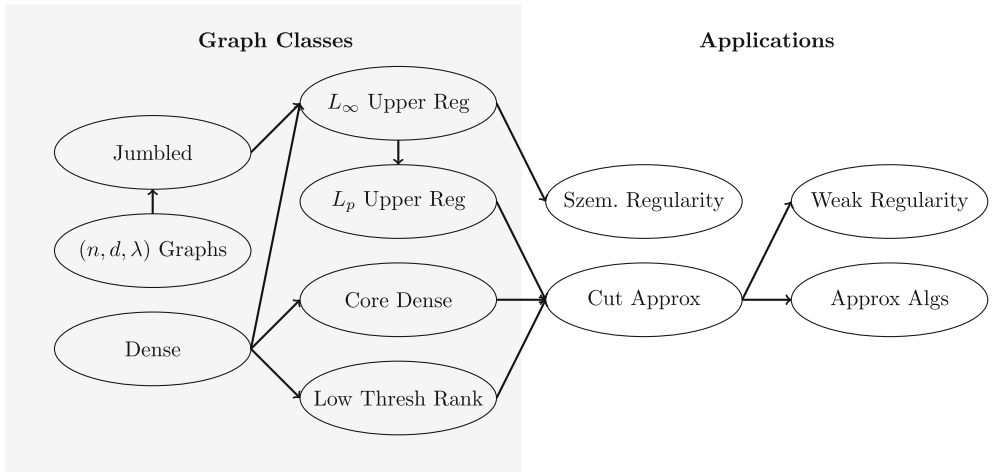 Graph Classes
Applications
L∞ Upper Reg
Jumbled
Lp Upper Reg
Szem. Regularity
Weak Regularity
(n, d, λ) Graphs
Core Dense
Cut Approx
Approx Algs
Dense
Low Thresh Rank